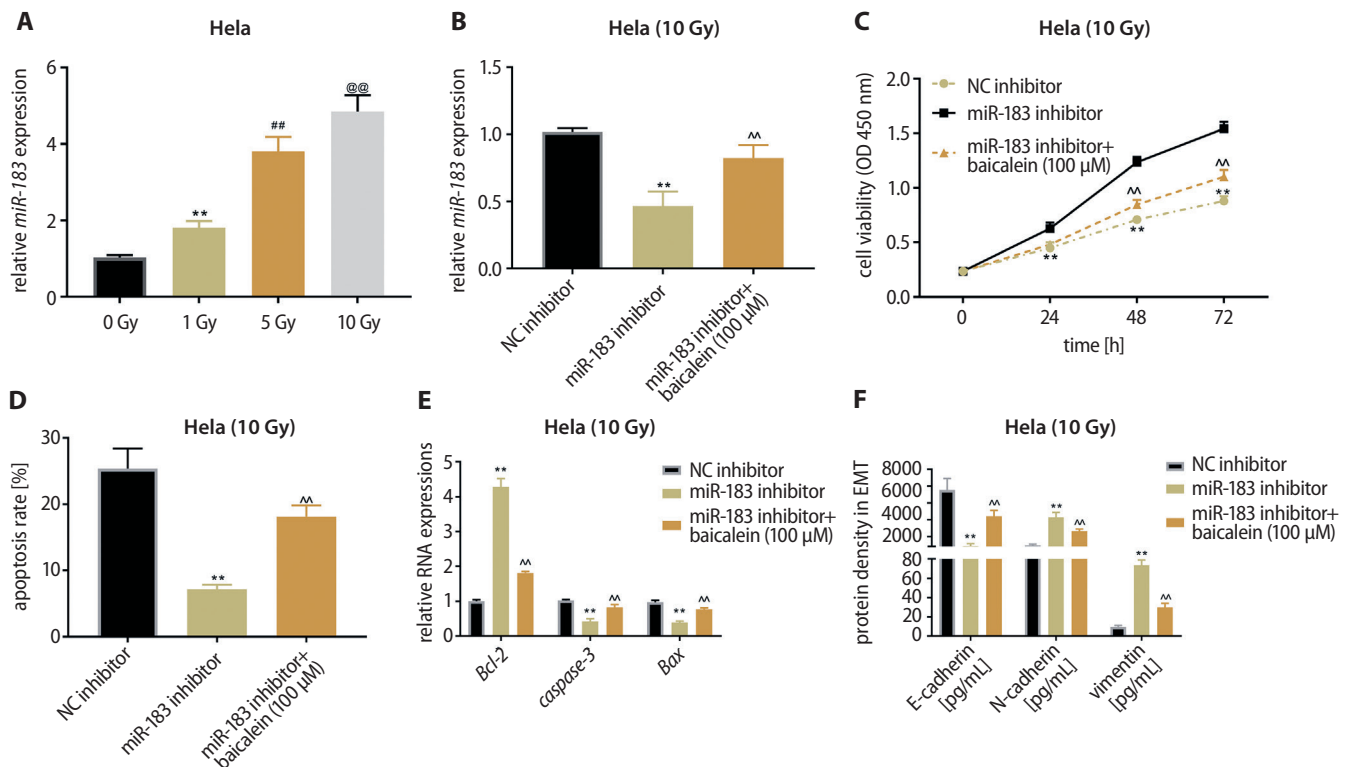 A
Hela
relative miR-183 expression
6
4
2
0
**
##
@@
0 Gy
1 Gy
5 Gy
10 Gy
B
Hela (10 Gy)
relative miR-183 expression
1.5
1.0
0.5
0.0
**
^^
NC inhibitor
miR-183 inhibitor
miR-183 inhibitor+
baicalein (100 μM)
C
Hela (10 Gy)
cell viability (OD 450 nm)
2.0
1.5
1.0
0.5
0.0
NC inhibitor
miR-183 inhibitor
miR-183 inhibitor+
baicalein (100 μM)
**
^^
**
^^
**
0
24
48
72
time [h]
D
Hela (10 Gy)
apoptosis rate [%]
30
20
10
0
**
^^
NC inhibitor
miR-183 inhibitor
miR-183 inhibitor+
baicalein (100 μM)
E
Hela (10 Gy)
relative RNA expressions
5
4
3
2
1
0
NC inhibitor
miR-183 inhibitor
miR-183 inhibitor+
baicalein (100 μM)
**
^^
**
^^
**
^^
Bcl-2
caspase-3
Bax
F
Hela (10 Gy)
protein density in EMT
8000
6000
4000
2000
80
60
40
20
0
NC inhibitor
miR-183 inhibitor
miR-183 inhibitor+
baicalein (100 μM)
**
^^
**
^^
**
^^
E-cadherin
[pg/mL]
N-cadherin
[pg/mL]
vimentin
[pg/mL]